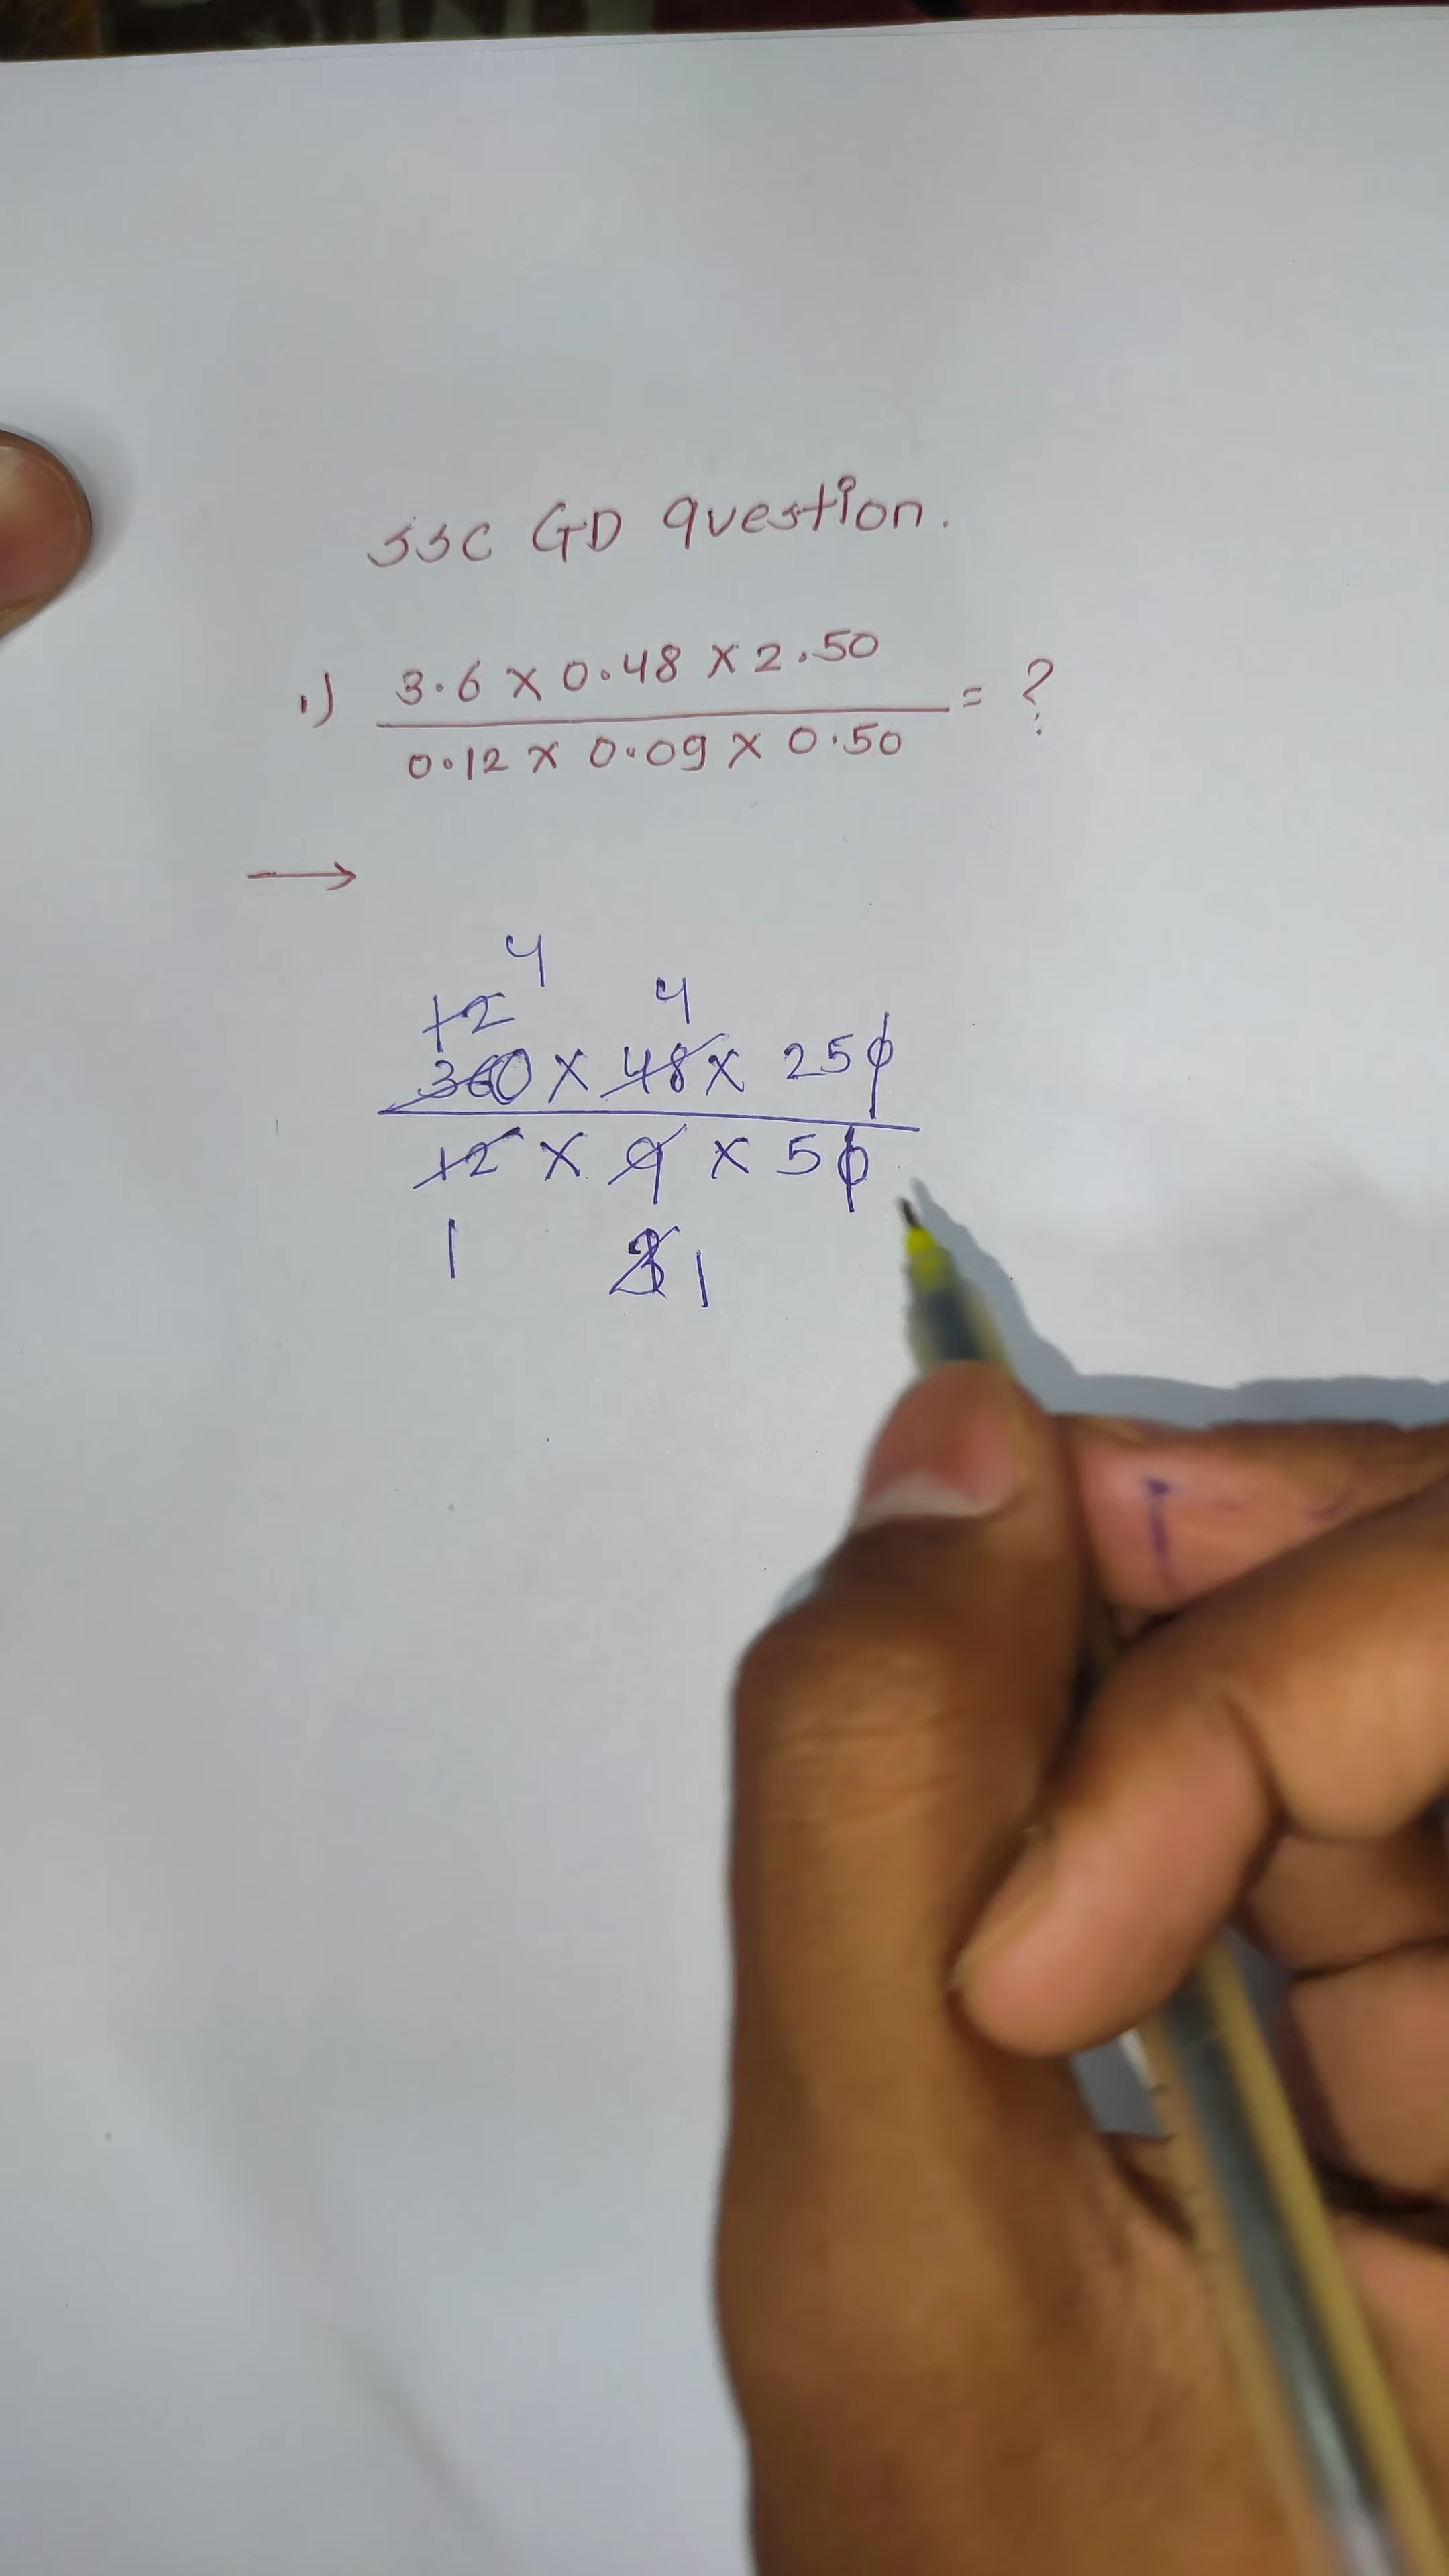 SSC GD question.
1.) 3.6 × 0.48 × 2.50 = ?
0.12 × 0.09 × 0.50
→
4
12 4
360 × 48 × 250
12 × 9 × 50
1 3 1